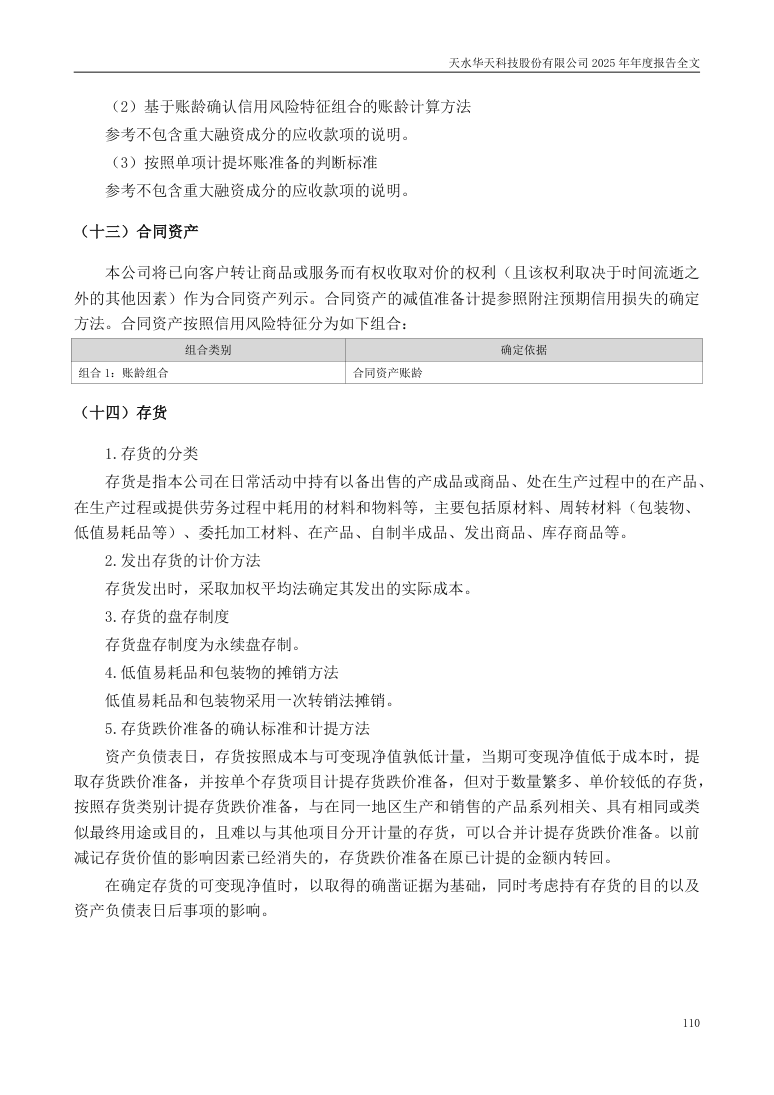 天水华天科技股份有限公司 2025 年年度报告全文
（2）基于账龄确认信用风险特征组合的账龄计算方法
参考不包含重大融资成分的应收款项的说明。
（3）按照单项计提坏账准备的判断标准
参考不包含重大融资成分的应收款项的说明。
（十三）合同资产
本公司将已向客户转让商品或服务而有权收取对价的权利（且该权利取决于时间流逝之
外的其他因素）作为合同资产列示。合同资产的减值准备计提参照附注预期信用损失的确定
方法。合同资产按照信用风险特征分为如下组合：
组合类别 确定依据
组合 1：账龄组合 合同资产账龄
（十四）存货
1.存货的分类
存货是指本公司在日常活动中持有以备出售的产成品或商品、处在生产过程中的在产品、
在生产过程或提供劳务过程中耗用的材料和物料等，主要包括原材料、周转材料（包装物、
低值易耗品等）、委托加工材料、在产品、自制半成品、发出商品、库存商品等。
2.发出存货的计价方法
存货发出时，采取加权平均法确定其发出的实际成本。
3.存货的盘存制度
存货盘存制度为永续盘存制。
4.低值易耗品和包装物的摊销方法
低值易耗品和包装物采用一次转销法摊销。
5.存货跌价准备的确认标准和计提方法
资产负债表日，存货按照成本与可变现净值孰低计量，当期可变现净值低于成本时，提
取存货跌价准备，并按单个存货项目计提存货跌价准备，但对于数量繁多、单价较低的存货，
按照存货类别计提存货跌价准备，与在同一地区生产和销售的产品系列相关、具有相同或类
似最终用途或目的，且难以与其他项目分开计量的存货，可以合并计提存货跌价准备。以前
减记存货价值的影响因素已经消失的，存货跌价准备在原已计提的金额内转回。
在确定存货的可变现净值时，以取得的确凿证据为基础，同时考虑持有存货的目的以及
资产负债表日后事项的影响。
110